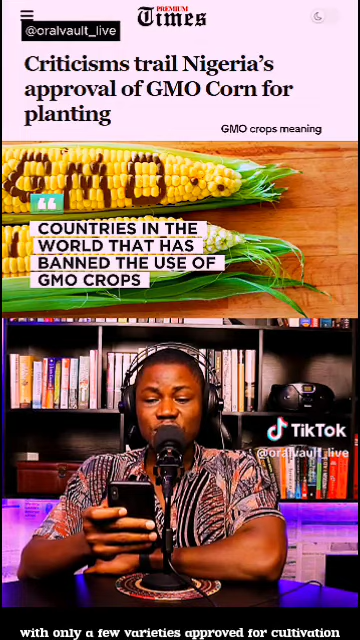 PREMIUM
Times
@oralvault_live
Criticisms trail Nigeria's
approval of GMO Corn for
planting
GMO crops meaning
GMO
COUNTRIES IN THE
WORLD THAT HAS
BANNED THE USE OF
GMO CROPS
TikTok
@oralvault_live
with only a few varieties approved for cultivation